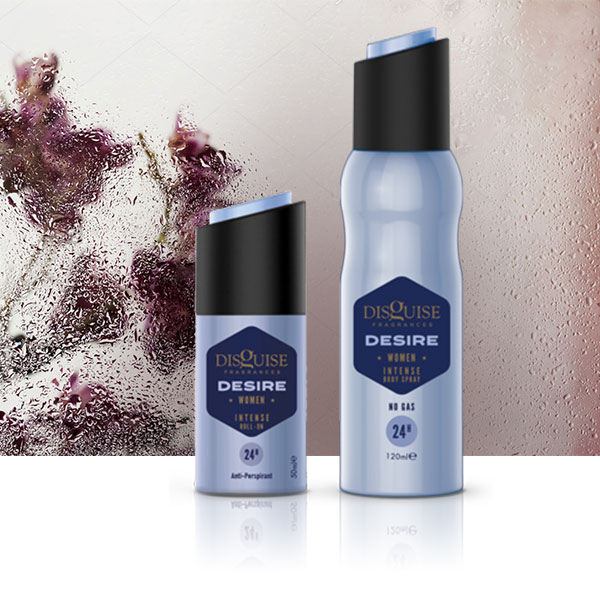 DISGUISE
FRAGRANCES
DESIRE
WOMEN
INTENSE
ROLL-ON
24H
Anti-Perspirant
50ml℮
DISGUISE
FRAGRANCES
DESIRE
WOMEN
INTENSE
BODY SPRAY
NO GAS
24H
120ml℮